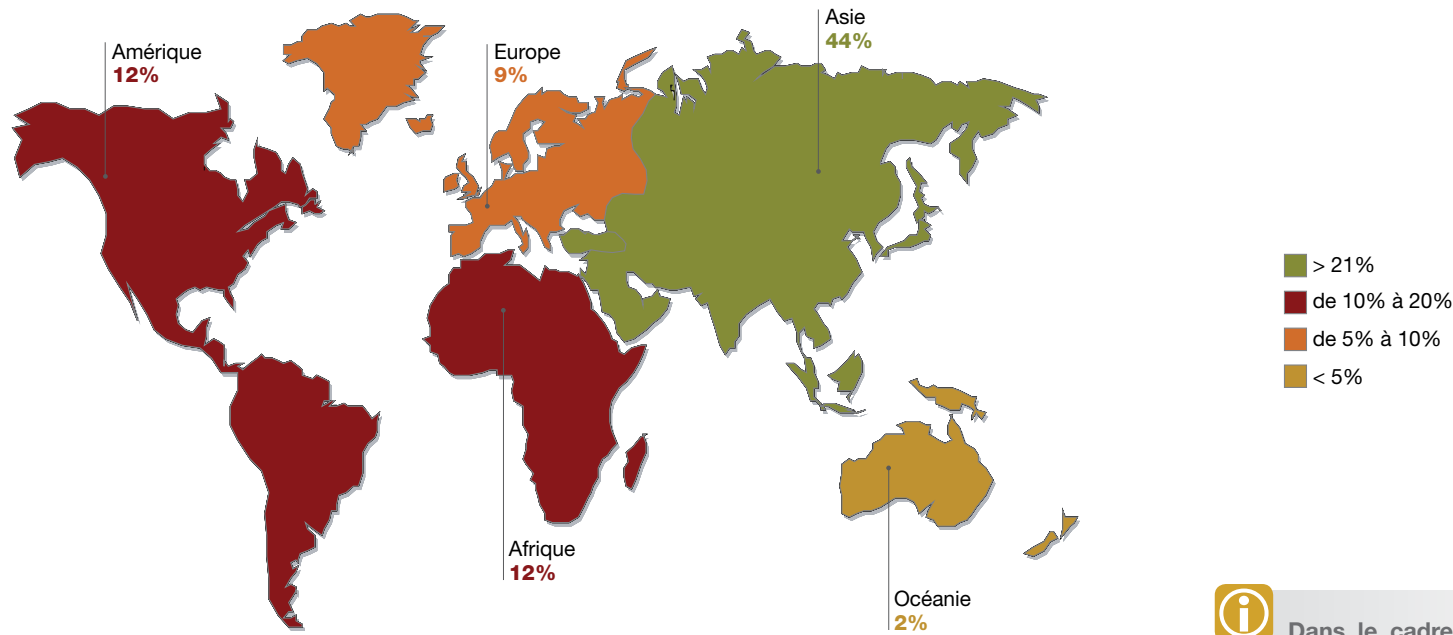 Amérique
12%
Europe
9%
Asie
44%
> 21%
de 10% à 20%
de 5% à 10%
< 5%
Afrique
12%
Océanie
2%
Dans le cadre